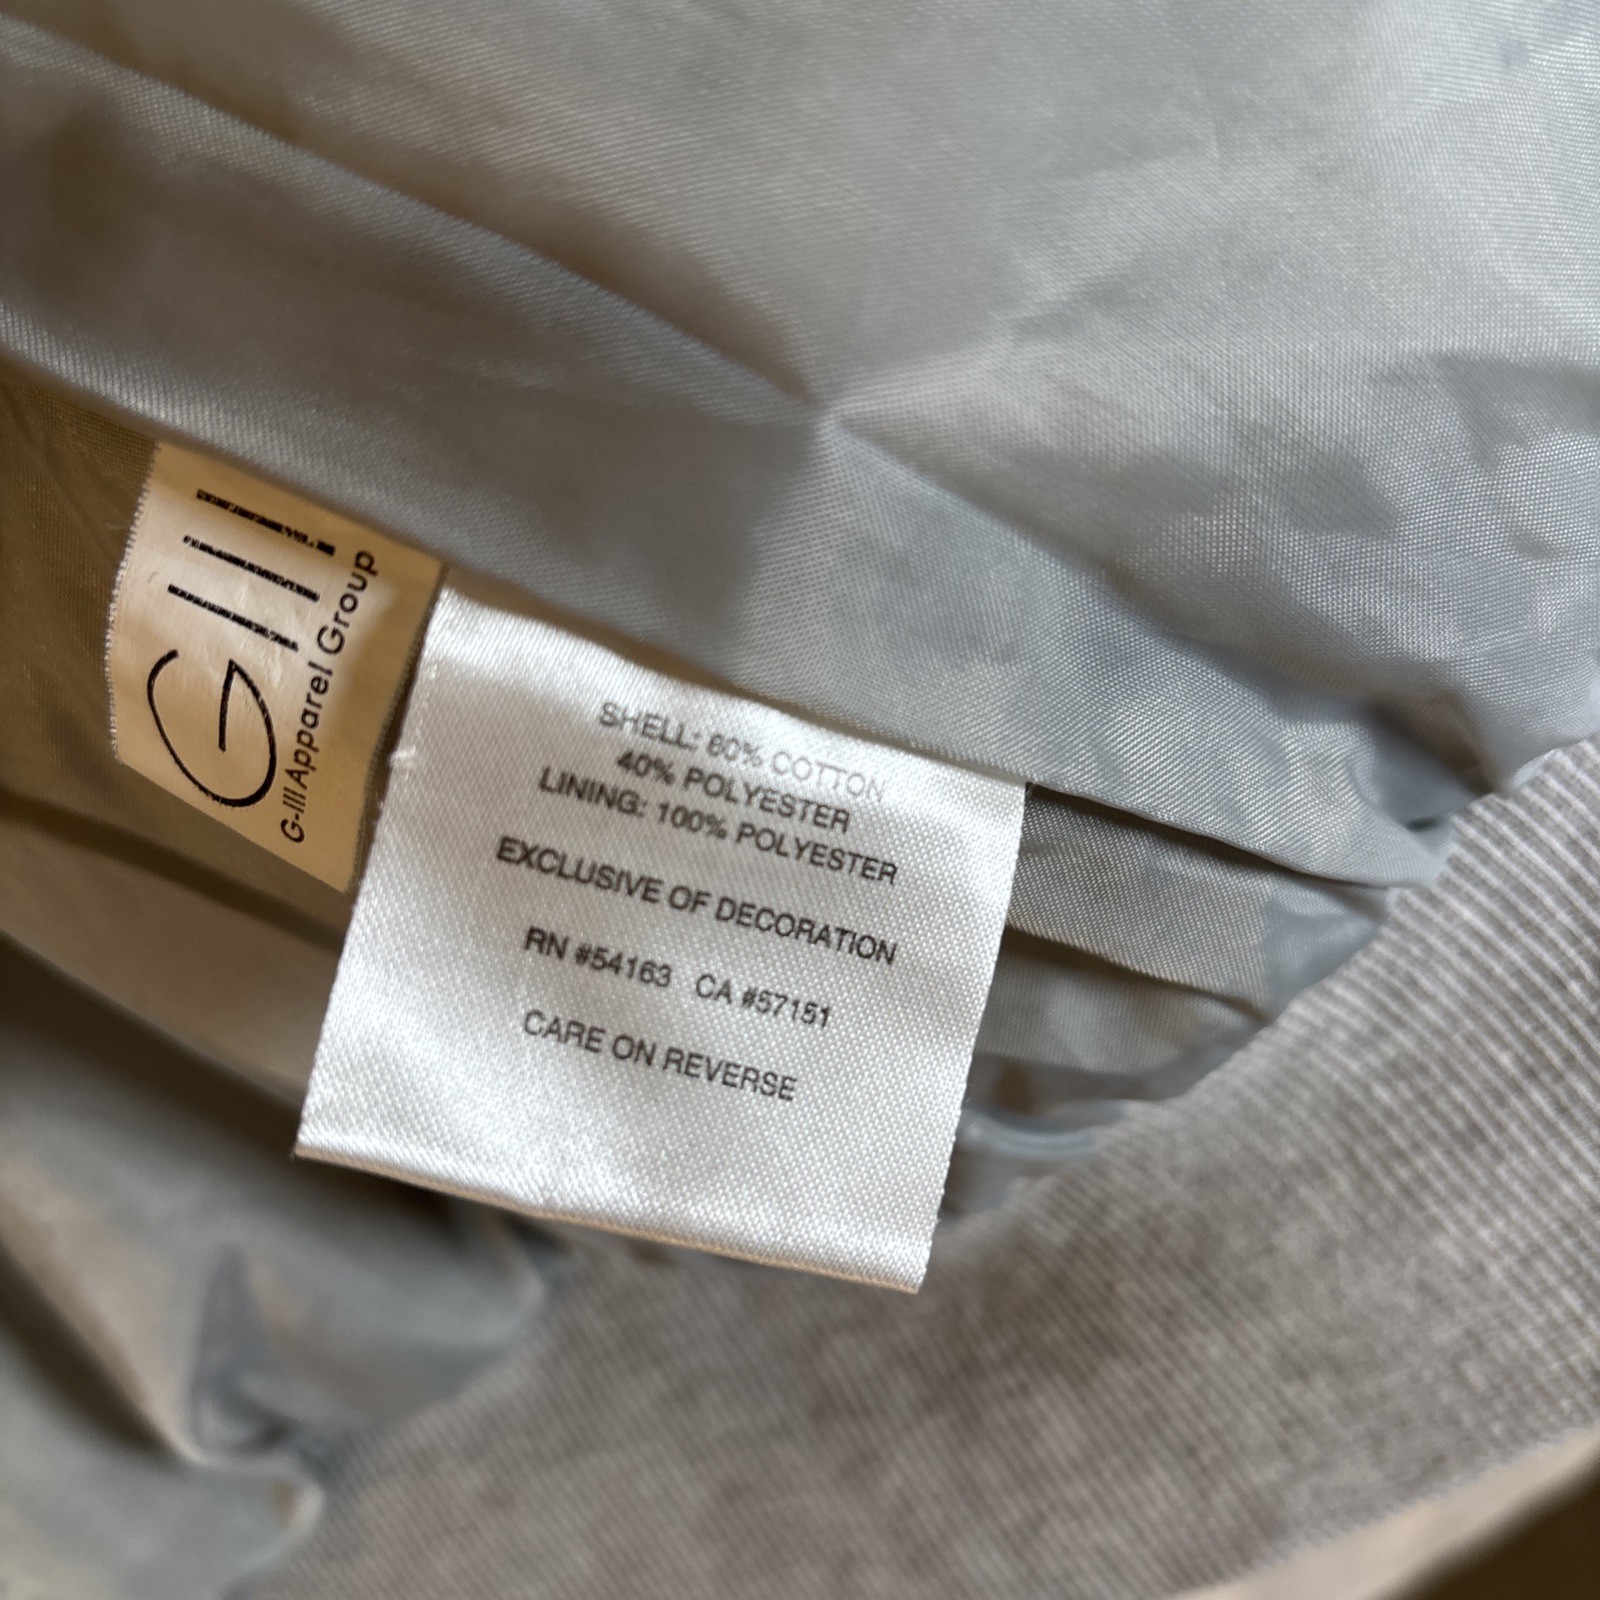 GIII
G-III Apparel Group
SHELL: 60% COTTON
40% POLYESTER
LINING: 100% POLYESTER
EXCLUSIVE OF DECORATION
RN #54163 CA #57151
CARE ON REVERSE